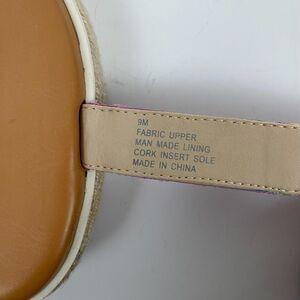 9M
FABRIC UPPER
MAN MADE LINING
CORK INSERT SOLE
MADE IN CHINA